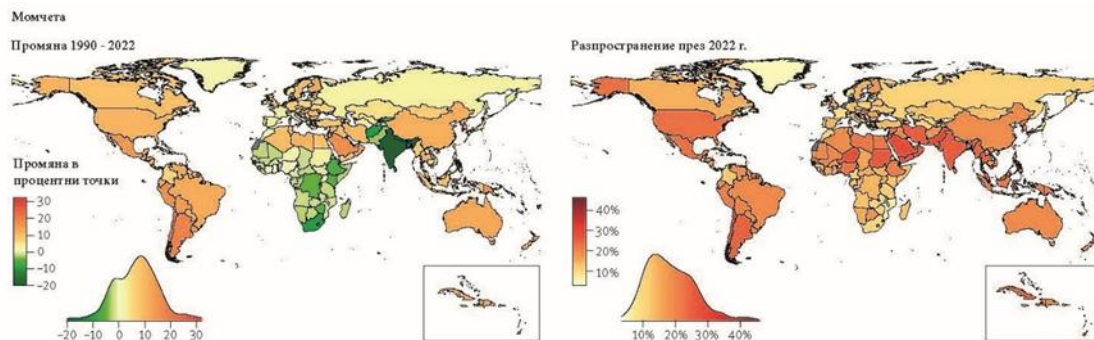 Момчета
Промяна 1990 - 2022
Промяна в
процентни точки
30
20
10
0
−10
−20
−20 −10 0 10 20 30
Разпространение през 2022 г.
40%
30%
20%
10%
10% 20% 30% 40%